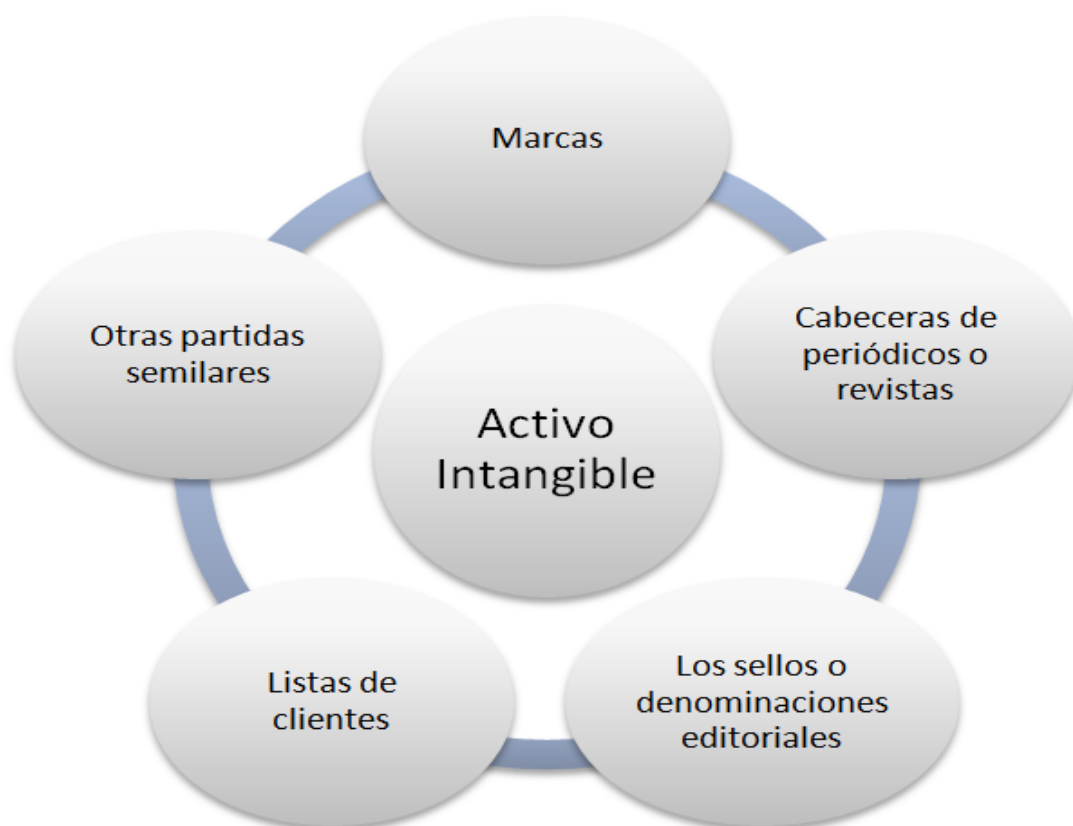 Marcas
Cabeceras de
periódicos o
revistas
Los sellos o
denominaciones
editoriales
Listas de
clientes
Otras partidas
semilares
Activo
Intangible